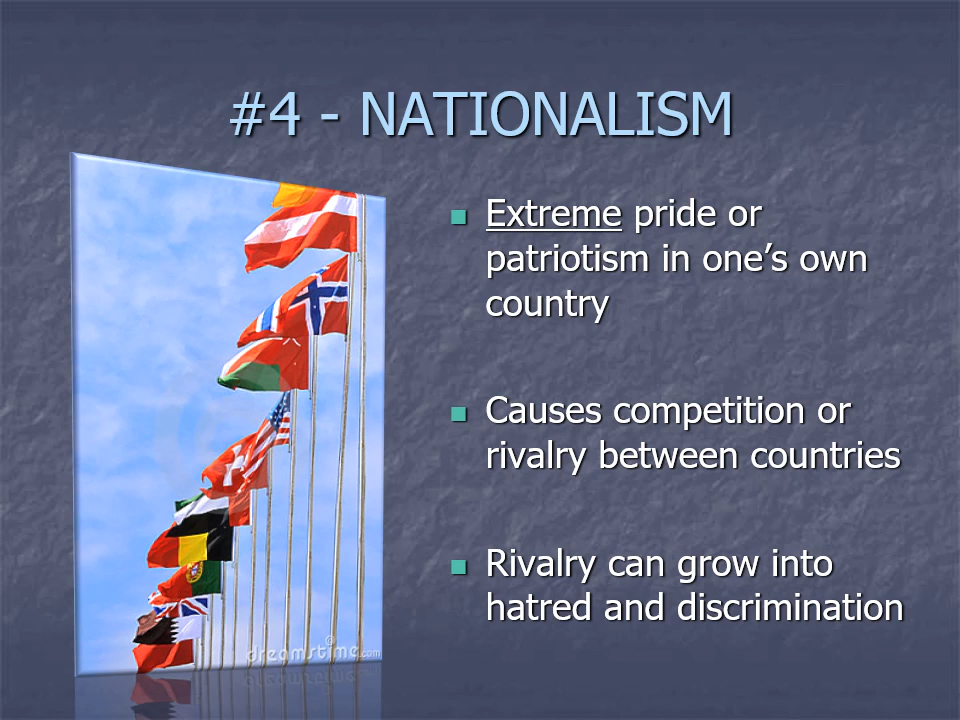 #4 - NATIONALISM
Extreme pride or
patriotism in one’s own
country
Causes competition or
rivalry between countries
Rivalry can grow into
hatred and discrimination
dreamstime.com